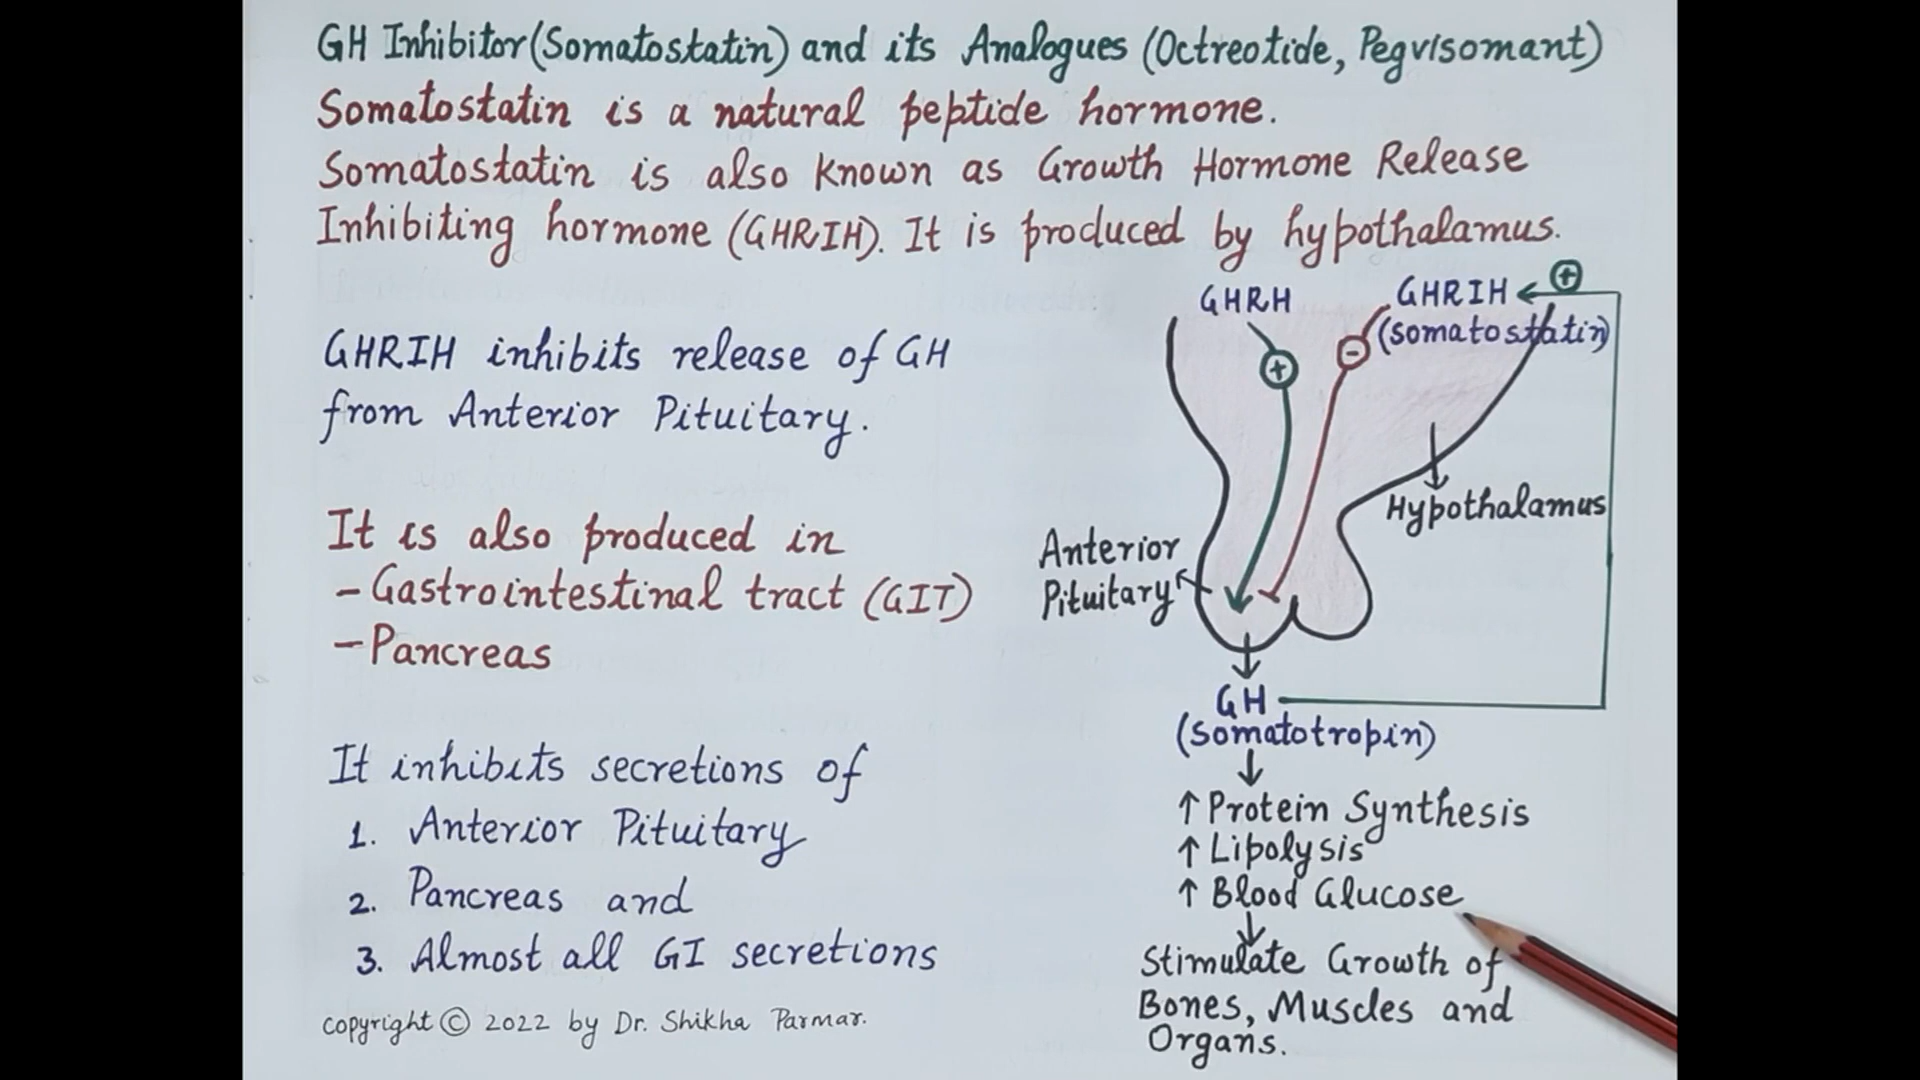 GH Inhibitor(Somatostatin) and its Analogues (Octreotide, Pegvisomant)
Somatostatin is a natural peptide hormone.
Somatostatin is also known as Growth Hormone Release
Inhibiting hormone (GHRIH). It is produced by hypothalamus.
GHRIH inhibits release of GH
from Anterior Pituitary.
It is also produced in
- Gastrointestinal tract (GIT)
- Pancreas
It inhibits secretions of
1. Anterior Pituitary
2. Pancreas and
3. Almost all GI secretions
copyright © 2022 by Dr. Shikha Parmar.
GHRH
GHRIH ← +
(somatostatin)
+
-
Hypothalamus
Anterior
Pituitary
↓
GH
(somatotropin)
↓
↑ Protein Synthesis
↑ Lipolysis
↑ Blood Glucose
↓
Stimulate Growth of
Bones, Muscles and
Organs.